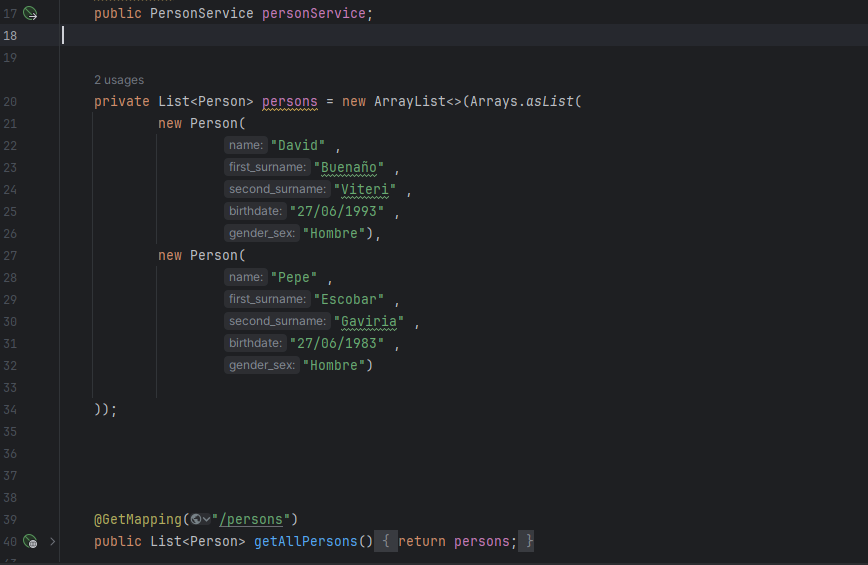 17 public PersonService personService;
18
19
2 usages
20 private List<Person> persons = new ArrayList<>(Arrays.asList(
21 new Person(
22 name: "David" ,
23 first_surname: "Buenaño" ,
24 second_surname: "Viteri" ,
25 birthdate: "27/06/1993" ,
26 gender_sex: "Hombre"),
27 new Person(
28 name: "Pepe" ,
29 first_surname: "Escobar" ,
30 second_surname: "Gaviria" ,
31 birthdate: "27/06/1983" ,
32 gender_sex: "Hombre")
33
34 ));
35
36
37
38
39 @GetMapping("/persons")
40 public List<Person> getAllPersons() { return persons; }